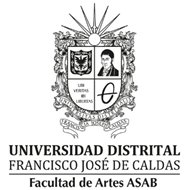 UNIVERSIDAD DISTRITAL
FRANCISCO JOSÉ DE CALDAS
Facultad de Artes ASAB